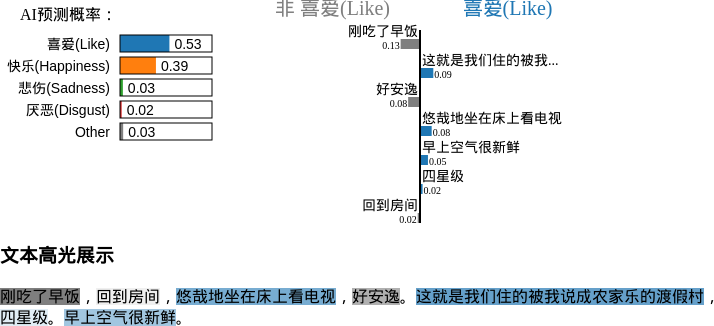 AI预测概率：
喜爱(Like) 0.53
快乐(Happiness) 0.39
悲伤(Sadness) 0.03
厌恶(Disgust) 0.02
Other 0.03
非 喜爱(Like) 喜爱(Like)
刚吃了早饭
0.13
这就是我们住的被我...
0.09
好安逸
0.08
悠哉地坐在床上看电视
0.08
早上空气很新鲜
0.05
四星级
0.02
回到房间
0.02
文本高光展示
刚吃了早饭，回到房间，悠哉地坐在床上看电视，好安逸。这就是我们住的被我说成农家乐的渡假村，
四星级。早上空气很新鲜。